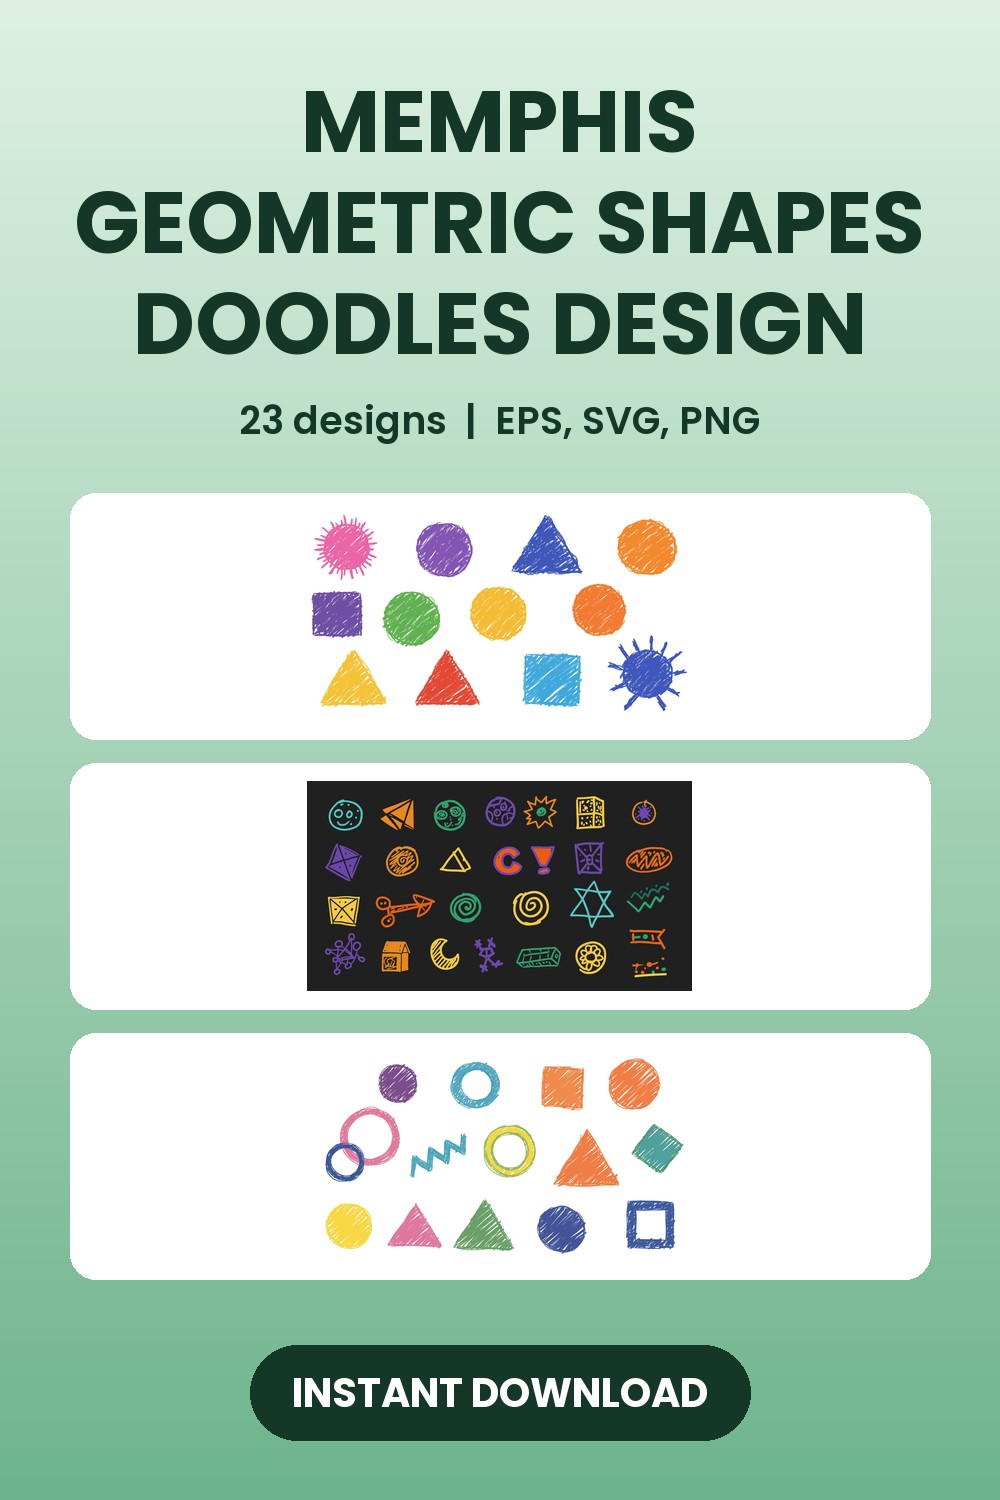 MEMPHIS
GEOMETRIC SHAPES
DOODLES DESIGN
23 designs | EPS, SVG, PNG
C!
INSTANT DOWNLOAD